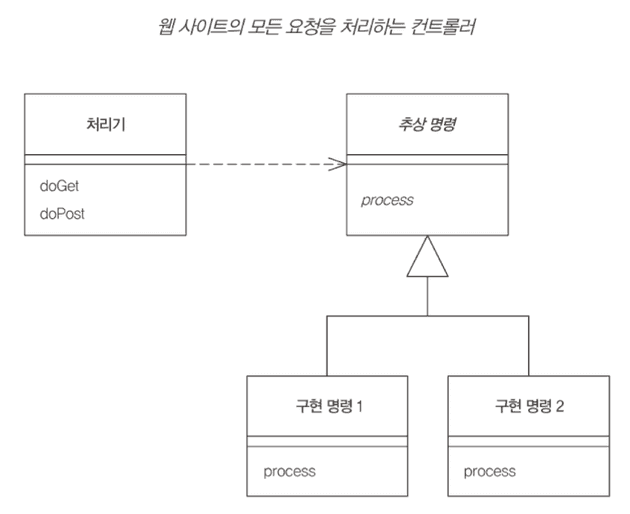 웹 사이트의 모든 요청을 처리하는 컨트롤러
처리기
추상 명령
doGet
doPost
process
구현 명령 1
구현 명령 2
process
process